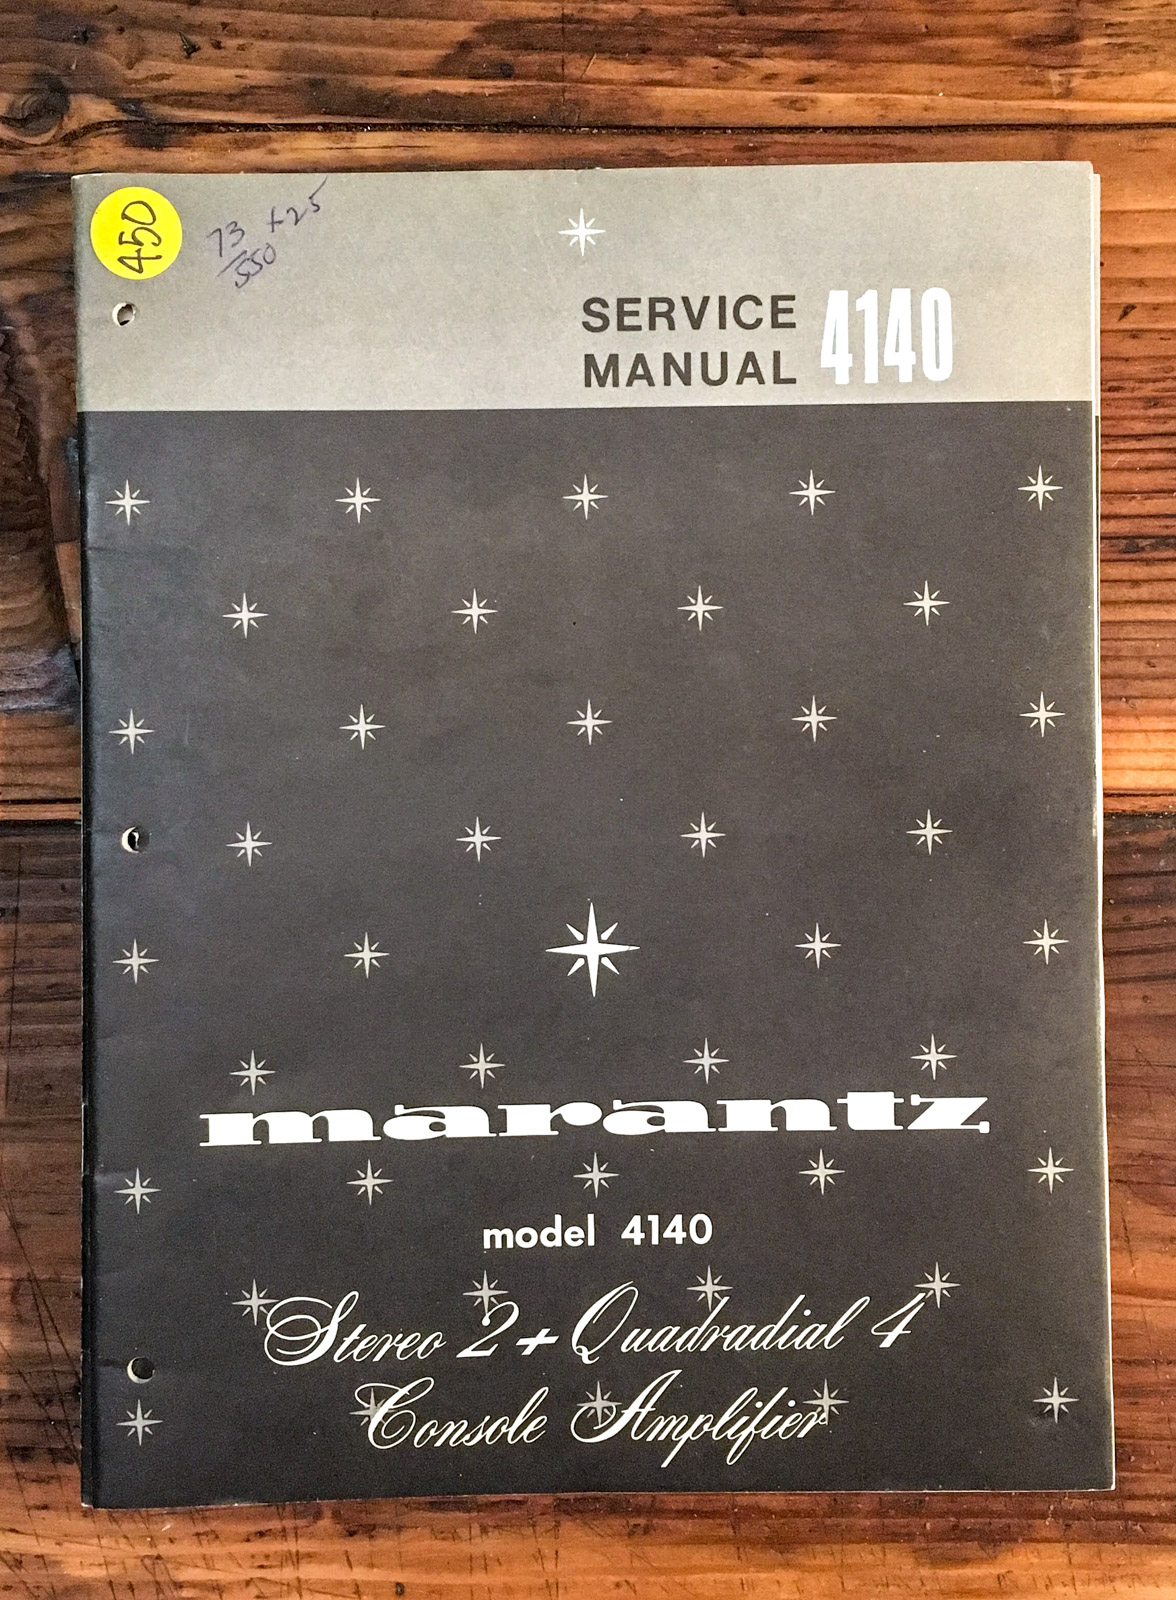 450
73 +25
550
SERVICE
MANUAL 4140
marantz
model 4140
Stereo 2+Quadradial 4
Console Amplifier